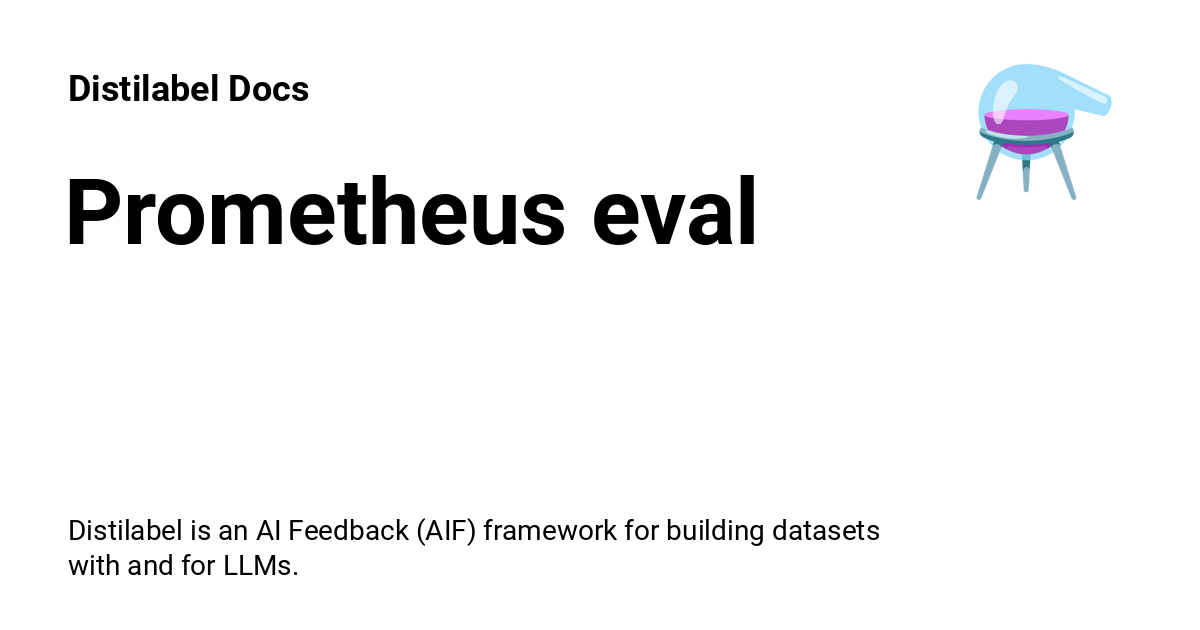 Distilabel Docs
Prometheus eval
Distilabel is an AI Feedback (AIF) framework for building datasets
with and for LLMs.